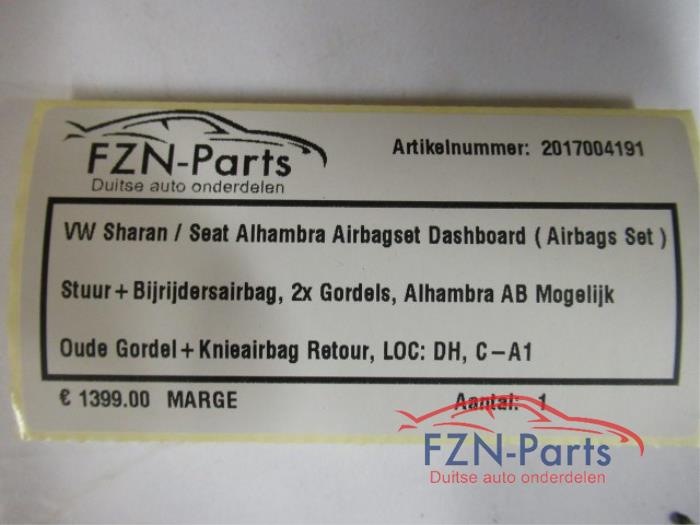 FZN-Parts
Duitse auto onderdelen
Artikelnummer: 2017004191
VW Sharan / Seat Alhambra Airbagset Dashboard ( Airbags Set )
Stuur+Bijrijdersairbag, 2x Gordels, Alhambra AB Mogelijk
Oude Gordel+Knieairbag Retour, LOC: DH, C-A1
€ 1399.00 MARGE
Aantal: 1
FZN-Parts
Duitse auto onderdelen